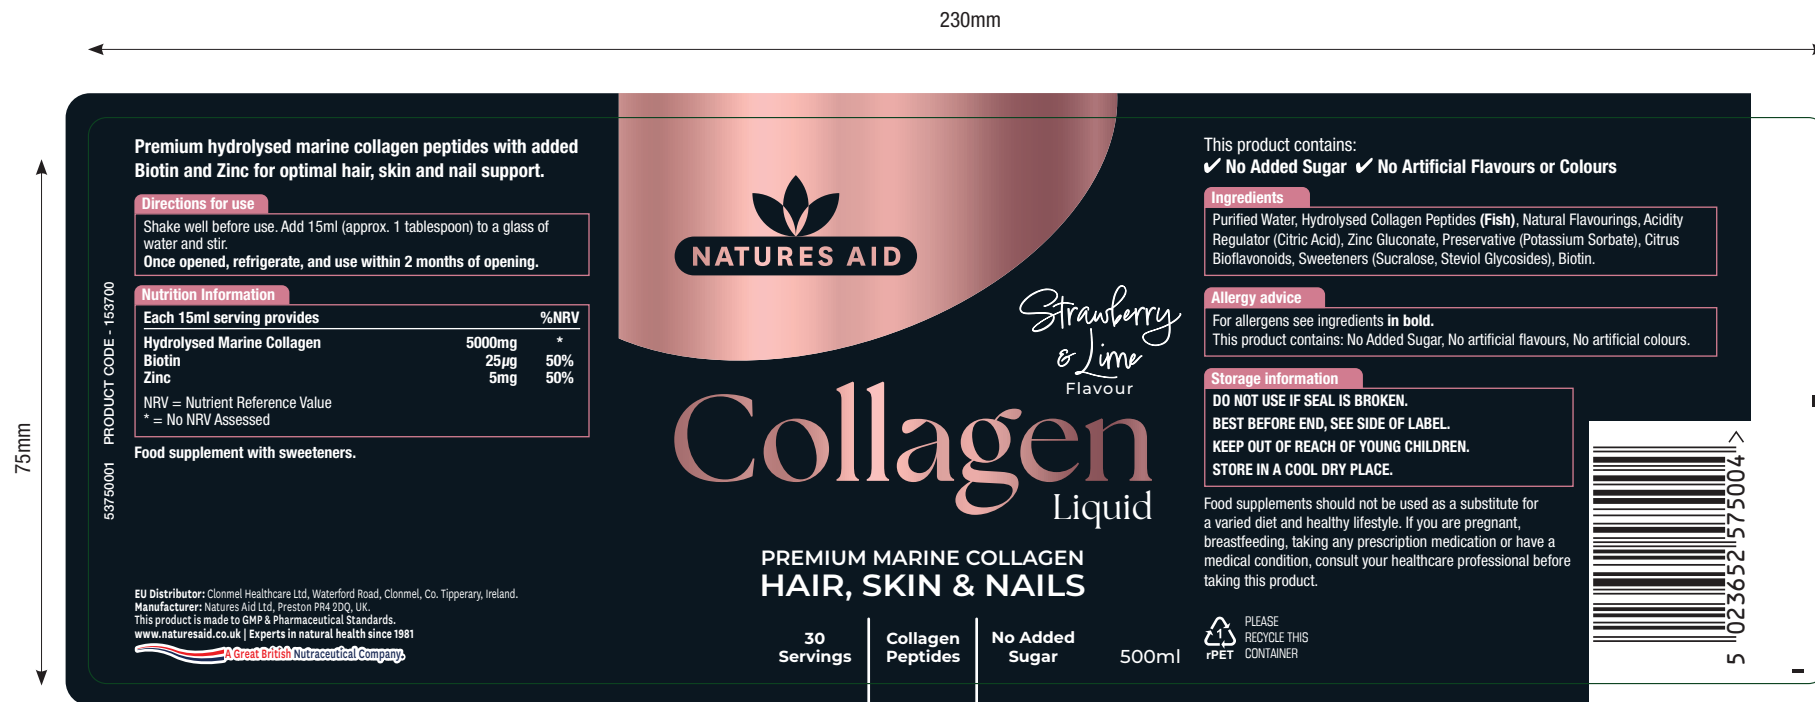 230mm
75mm
537500001 PRODUCT CODE - 153700
Premium hydrolysed marine collagen peptides with added
Biotin and Zinc for optimal hair, skin and nail support.
Directions for use
Shake well before use. Add 15ml (approx. 1 tablespoon) to a glass of
water and stir.
Once opened, refrigerate, and use within 2 months of opening.
Nutrition Information
Each 15ml serving provides %NRV
Hydrolysed Marine Collagen 5000mg *
Biotin 25µg 50%
Zinc 5mg 50%
NRV = Nutrient Reference Value
* = No NRV Assessed
Food supplement with sweeteners.
EU Distributor: Clonmel Healthcare Ltd, Waterford Road, Clonmel, Co. Tipperary, Ireland.
Manufacturer: Natures Aid Ltd, Preston PR4 2DQ, UK.
This product is made to GMP & Pharmaceutical Standards.
www.naturesaid.co.uk | Experts in natural health since 1981
A Great British Nutraceutical Company.
NATURES AID
Strawberry
& Lime
Flavour
Collagen
Liquid
PREMIUM MARINE COLLAGEN
HAIR, SKIN & NAILS
30
Servings
Collagen
Peptides
No Added
Sugar
500ml
This product contains:
✔ No Added Sugar ✔ No Artificial Flavours or Colours
Ingredients
Purified Water, Hydrolysed Collagen Peptides (Fish), Natural Flavourings, Acidity
Regulator (Citric Acid), Zinc Gluconate, Preservative (Potassium Sorbate), Citrus
Bioflavonoids, Sweeteners (Sucralose, Steviol Glycosides), Biotin.
Allergy advice
For allergens see ingredients in bold.
This product contains: No Added Sugar, No artificial flavours, No artificial colours.
Storage information
DO NOT USE IF SEAL IS BROKEN.
BEST BEFORE END, SEE SIDE OF LABEL.
KEEP OUT OF REACH OF YOUNG CHILDREN.
STORE IN A COOL DRY PLACE.
Food supplements should not be used as a substitute for
a varied diet and healthy lifestyle. If you are pregnant,
breastfeeding, taking any prescription medication or have a
medical condition, consult your healthcare professional before
taking this product.
1
rPET
PLEASE
RECYCLE THIS
CONTAINER
5 023652 575004 >